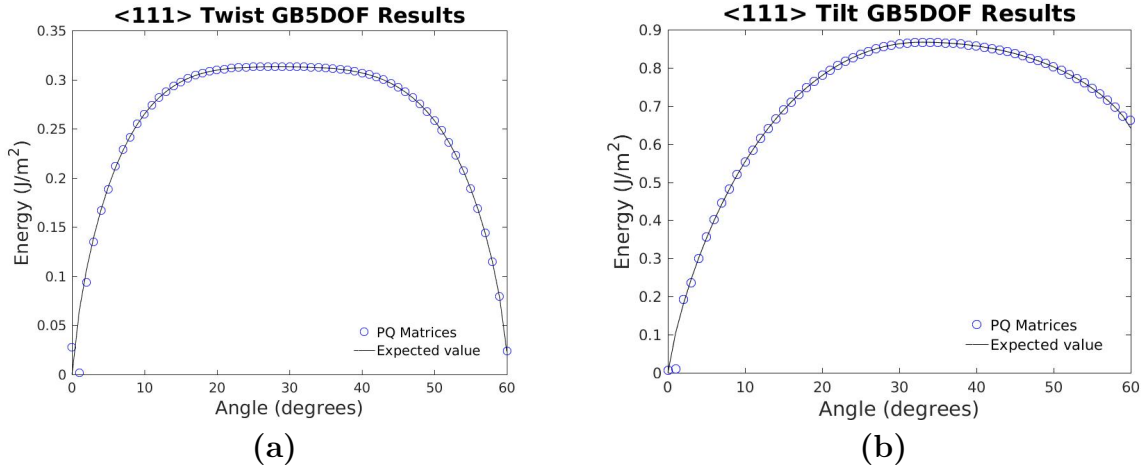 <111> Twist GB5DOF Results
0.35
0.3
0.25
0.2
0.15
0.1
0.05
0
Energy (J/m²)
PQ Matrices
Expected value
0 10 20 30 40 50 60
Angle (degrees)
(a)
<111> Tilt GB5DOF Results
0.9
0.8
0.7
0.6
0.5
0.4
0.3
0.2
0.1
0
Energy (J/m²)
PQ Matrices
Expected value
0 10 20 30 40 50 60
Angle (degrees)
(b)